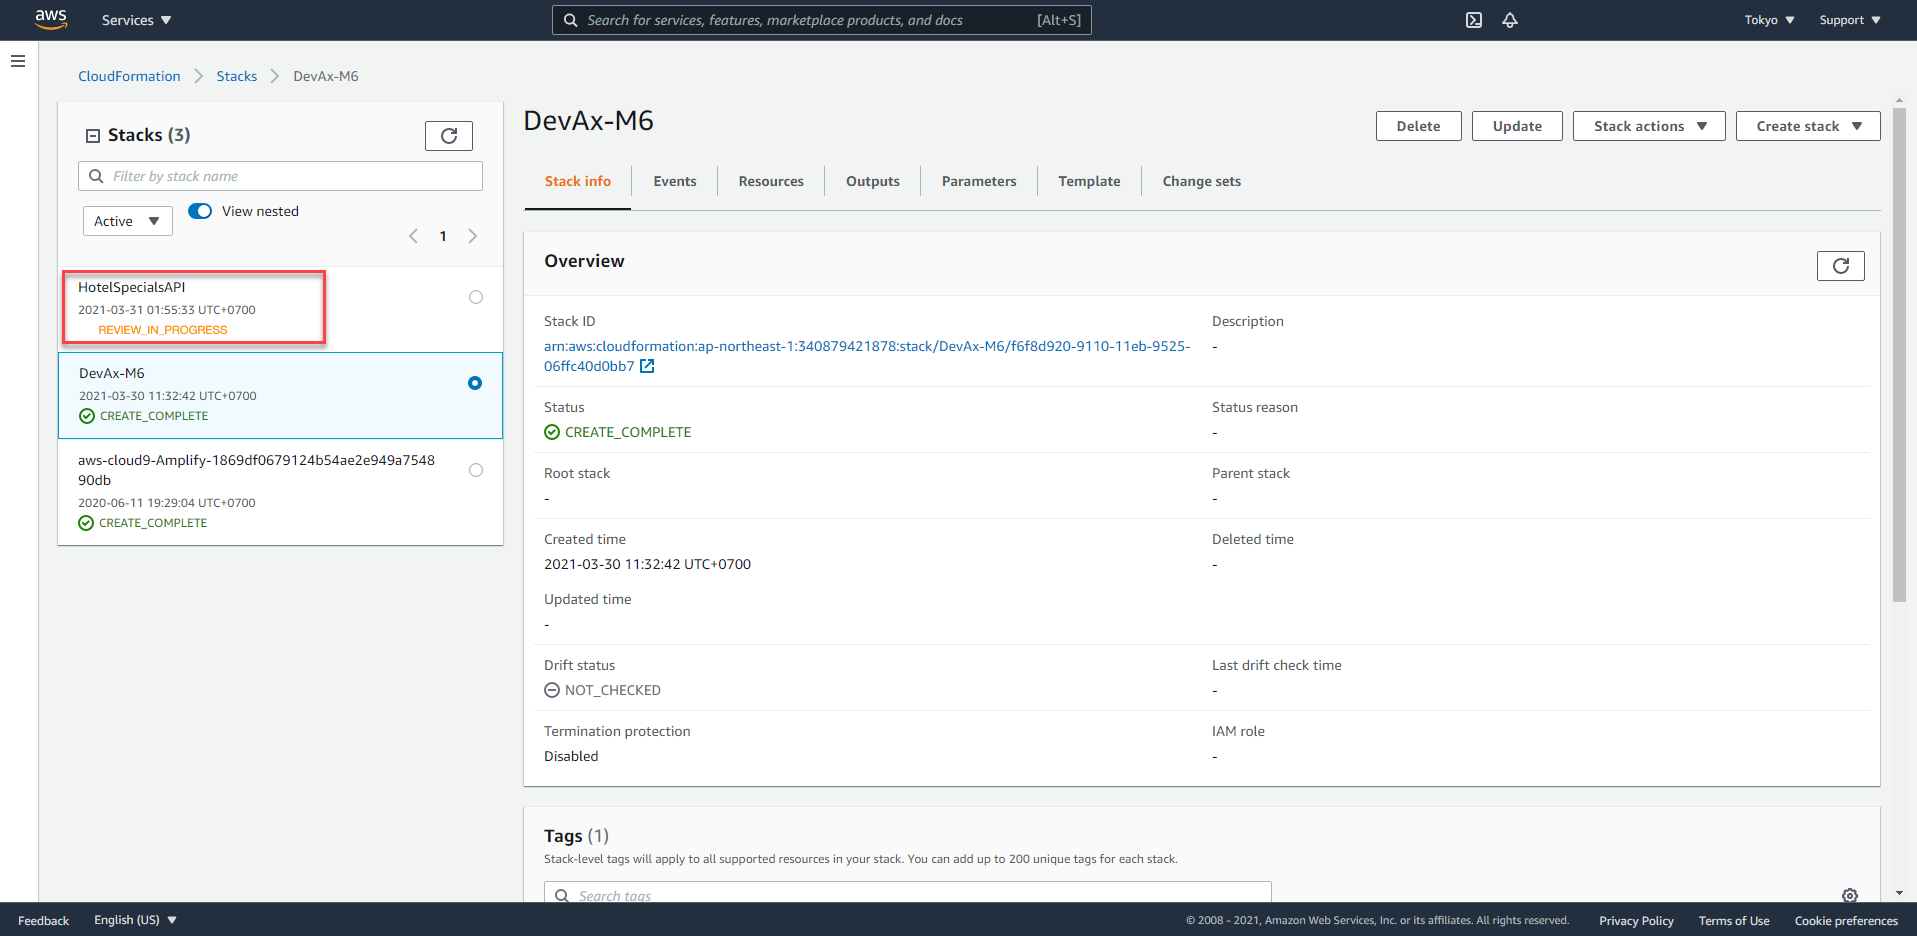 aws
Services
Search for services, features, marketplace products, and docs [Alt+S]
Tokyo
Support
CloudFormation
Stacks
DevAx-M6
Stacks (3)
Filter by stack name
Active
View nested
1
HotelSpecialsAPI
2021-03-31 01:55:33 UTC+0700
REVIEW_IN_PROGRESS
DevAx-M6
2021-03-30 11:32:42 UTC+0700
CREATE_COMPLETE
aws-cloud9-Amplify-1869df0679124b54ae2e949a7548
90db
2020-06-11 19:29:04 UTC+0700
CREATE_COMPLETE
DevAx-M6
Delete
Update
Stack actions
Create stack
Stack info
Events
Resources
Outputs
Parameters
Template
Change sets
Overview
Stack ID
arn:aws:cloudformation:ap-northeast-1:340879421878:stack/DevAx-M6/f6f8d920-9110-11eb-9525-
06ffc40d0bb7
Description
-
Status
CREATE_COMPLETE
Status reason
-
Root stack
-
Parent stack
-
Created time
2021-03-30 11:32:42 UTC+0700
Deleted time
-
Updated time
-
Drift status
NOT_CHECKED
Last drift check time
-
Termination protection
Disabled
IAM role
-
Tags (1)
Stack-level tags will apply to all supported resources in your stack. You can add up to 200 unique tags for each stack.
Search tags
Feedback
English (US)
© 2008 - 2021, Amazon Web Services, Inc. or its affiliates. All rights reserved.
Privacy Policy
Terms of Use
Cookie preferences